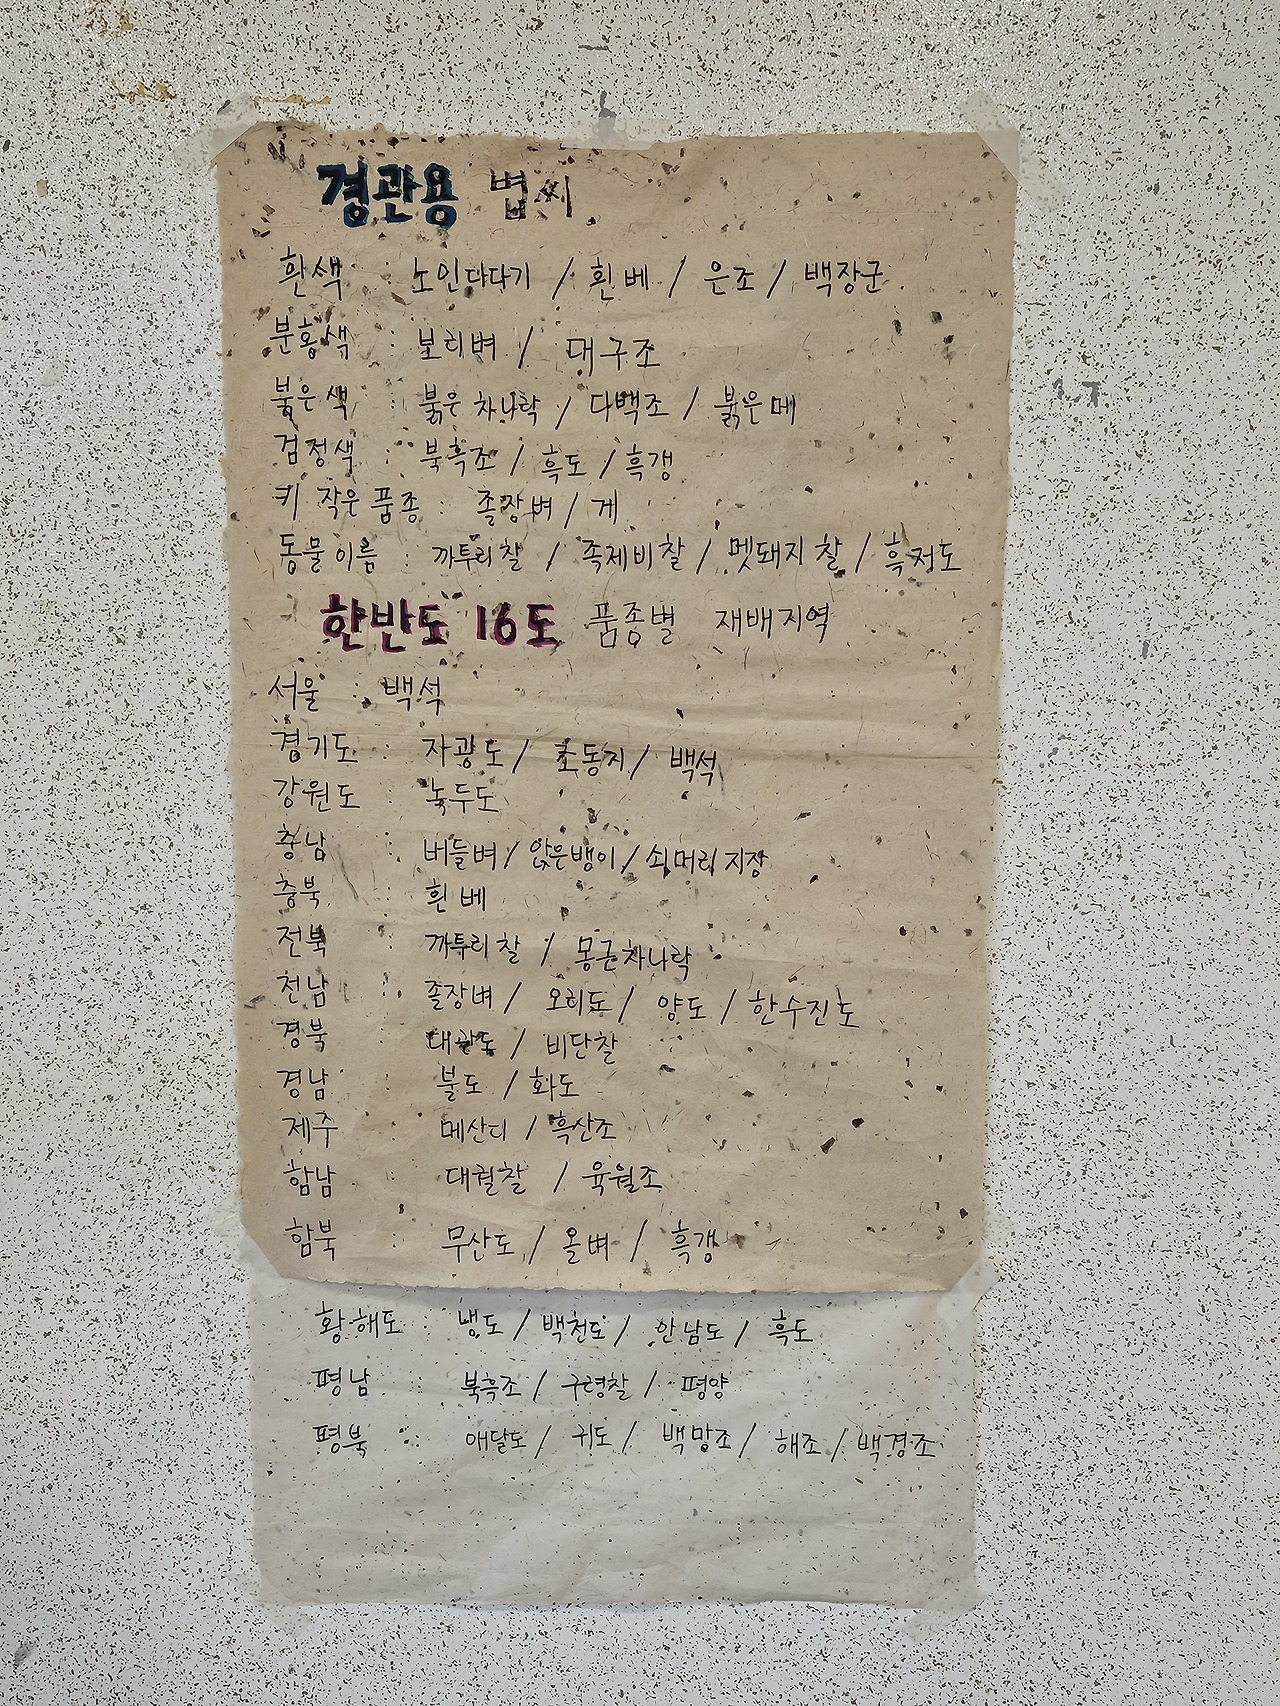 경관용 볍씨
흰색 : 노인다다기 / 흰베 / 은조 / 백장군
분홍색 : 보리벼 / 대구조
붉은색 : 붉은차나락 / 다백조 / 붉은메
검정색 : 북흑조 / 흑도 / 흑갱
키 작은 품종 : 졸장벼 / 게
동물이름 : 까투리찰 / 족제비찰 / 멧돼지찰 / 흑저도
한반도 16도 품종별 재배지역
서울 : 백석
경기도 : 자광도 / 조동지 / 백석
강원도 : 녹두도
충남 : 버들벼 / 앉은뱅이 / 쇠머리지장
충북 : 흰베
전북 : 까투리찰 / 몽근차나락
전남 : 졸장벼 / 오리도 / 양도 / 한수진도
경북 : 대관도 / 비단찰
경남 : 불도 / 화도
제주 : 메산디 / 흑산조
함남 : 대궐찰 / 육월조
함북 : 무산도 / 올벼 / 흑갱
황해도 : 냉도 / 백천도 / 안남도 / 흑도
평남 : 북흑조 / 구령찰 / 평양
평북 : 애달도 / 귀도 / 백망조 / 해조 / 백경조